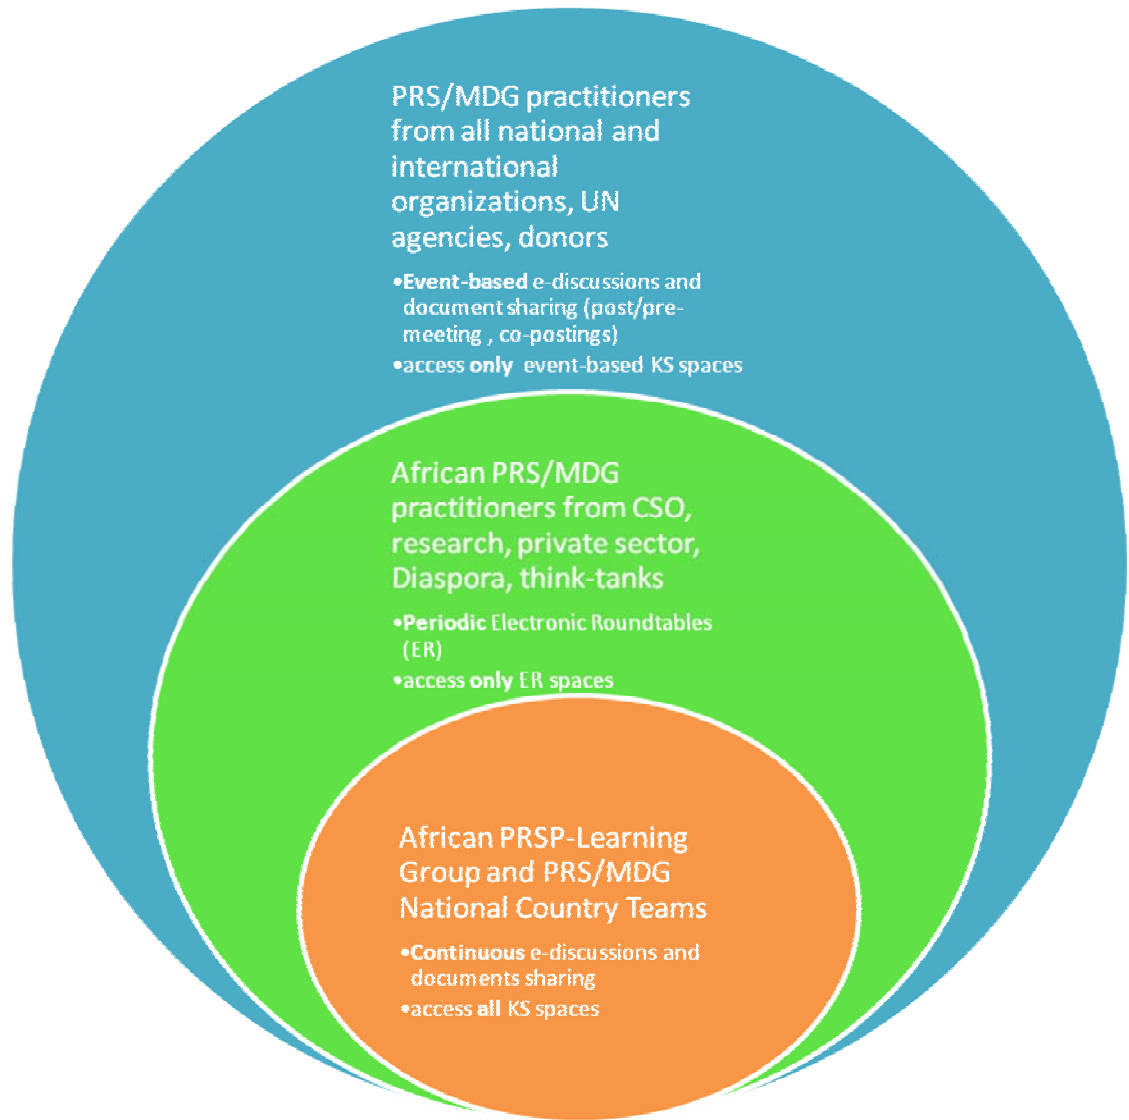 PRS/MDG practitioners
from all national and
international
organizations, UN
agencies, donors
•Event-based e-discussions and
document sharing (post/pre-
meeting , co-postings)
•access only event-based KS spaces
African PRS/MDG
practitioners from CSO,
research, private sector,
Diaspora, think-tanks
•Periodic Electronic Roundtables
(ER)
•access only ER spaces
African PRSP-Learning
Group and PRS/MDG
National Country Teams
•Continuous e-discussions and
documents sharing
•access all KS spaces